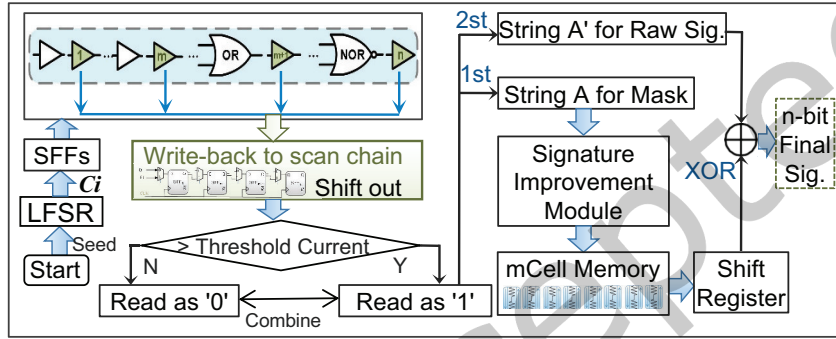 1
m
OR
m+1
NOR
n
SFFs
Ci
LFSR
Seed
Start
Write-back to scan chain
Shift out
> Threshold Current
N
Y
Read as '0'
Combine
Read as '1'
2st
String A' for Raw Sig.
1st
String A for Mask
Signature
Improvement
Module
mCell Memory
Shift
Register
XOR
n-bit
Final
Sig.